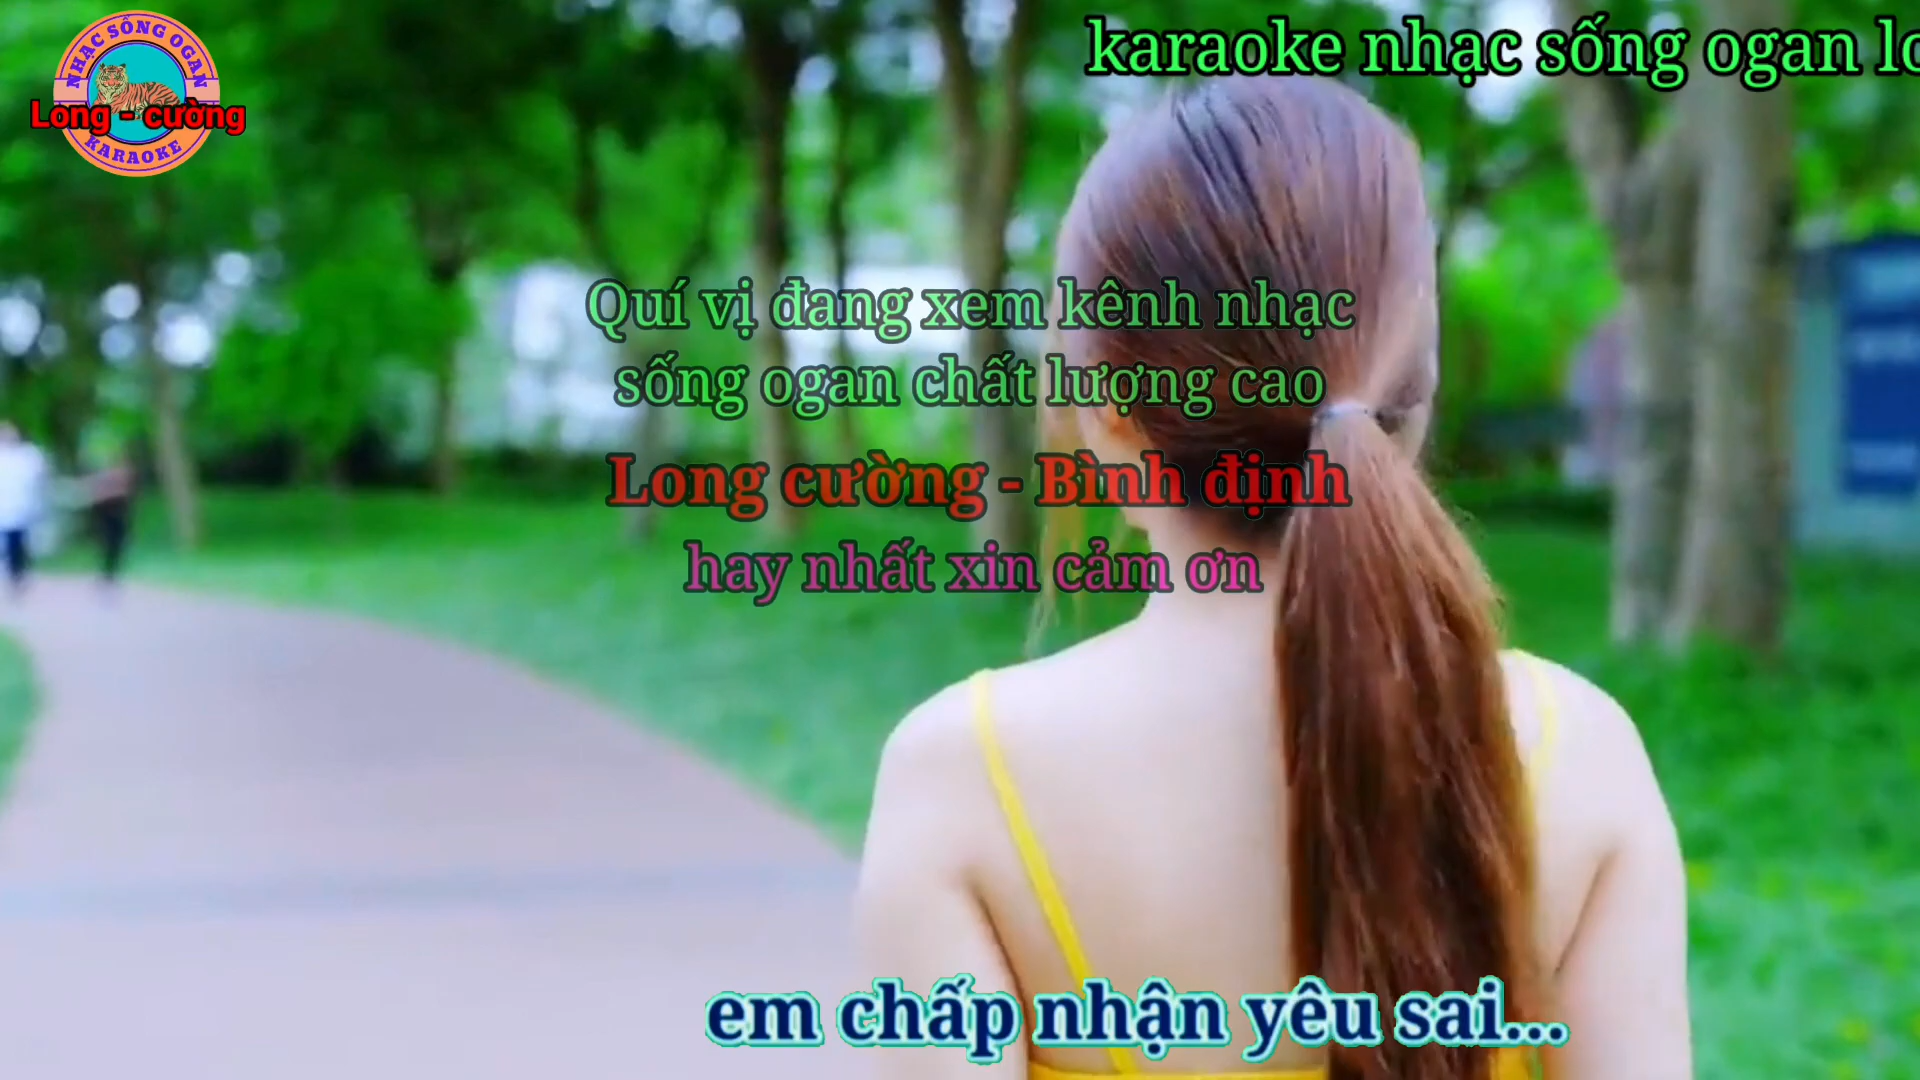 NHẠC SỐNG OGAN
Long - cường
KARAOKE
karaoke nhạc sống ogan
Quí vị đang xem kênh nhạc
sống ogan chất lượng cao
Long cường - Bình định
hay nhất xin cảm ơn
em chấp nhận yêu sai...